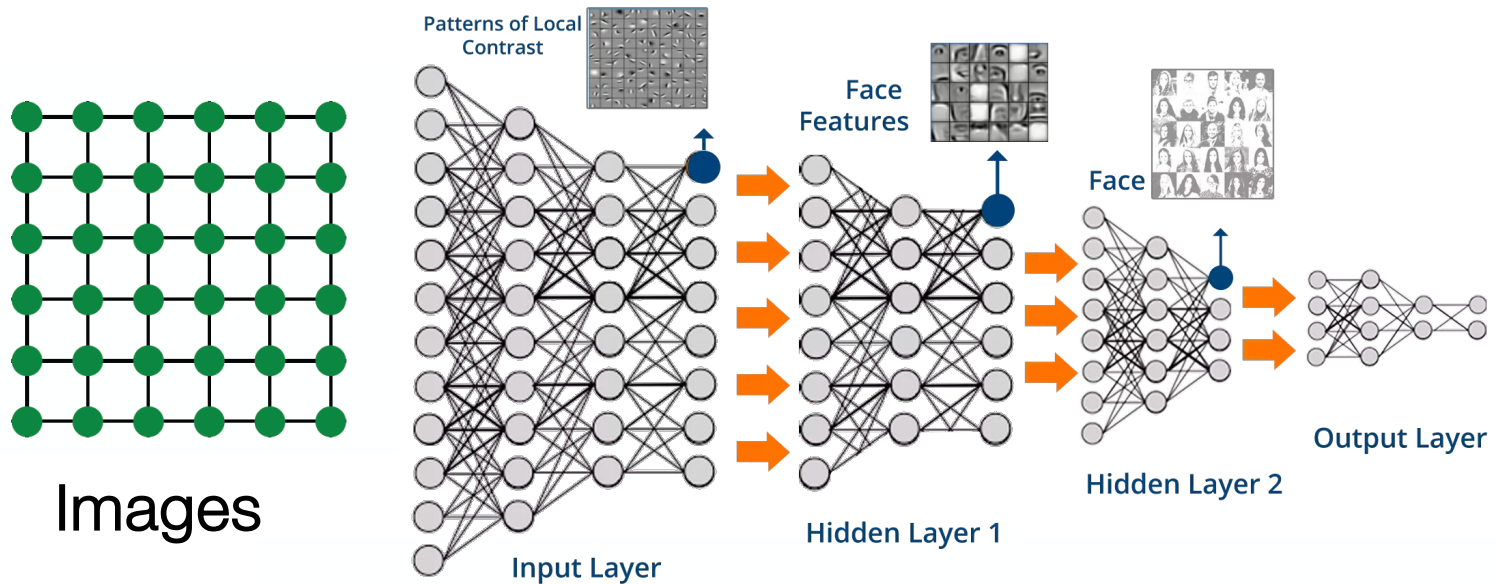 Patterns of Local
Contrast
Face
Features
Face
Images
Input Layer
Hidden Layer 1
Hidden Layer 2
Output Layer